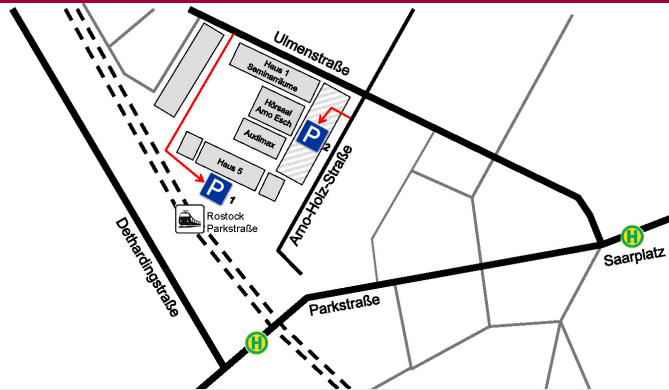 Ulmenstraße
Haus 1
Seminarräume
Hörsaal
Arno Esch
Audimax
P
2
Haus 5
P
1
Rostock
Parkstraße
Arno-Holz-Straße
Dethardingstraße
H
Saarplatz
Parkstraße
H